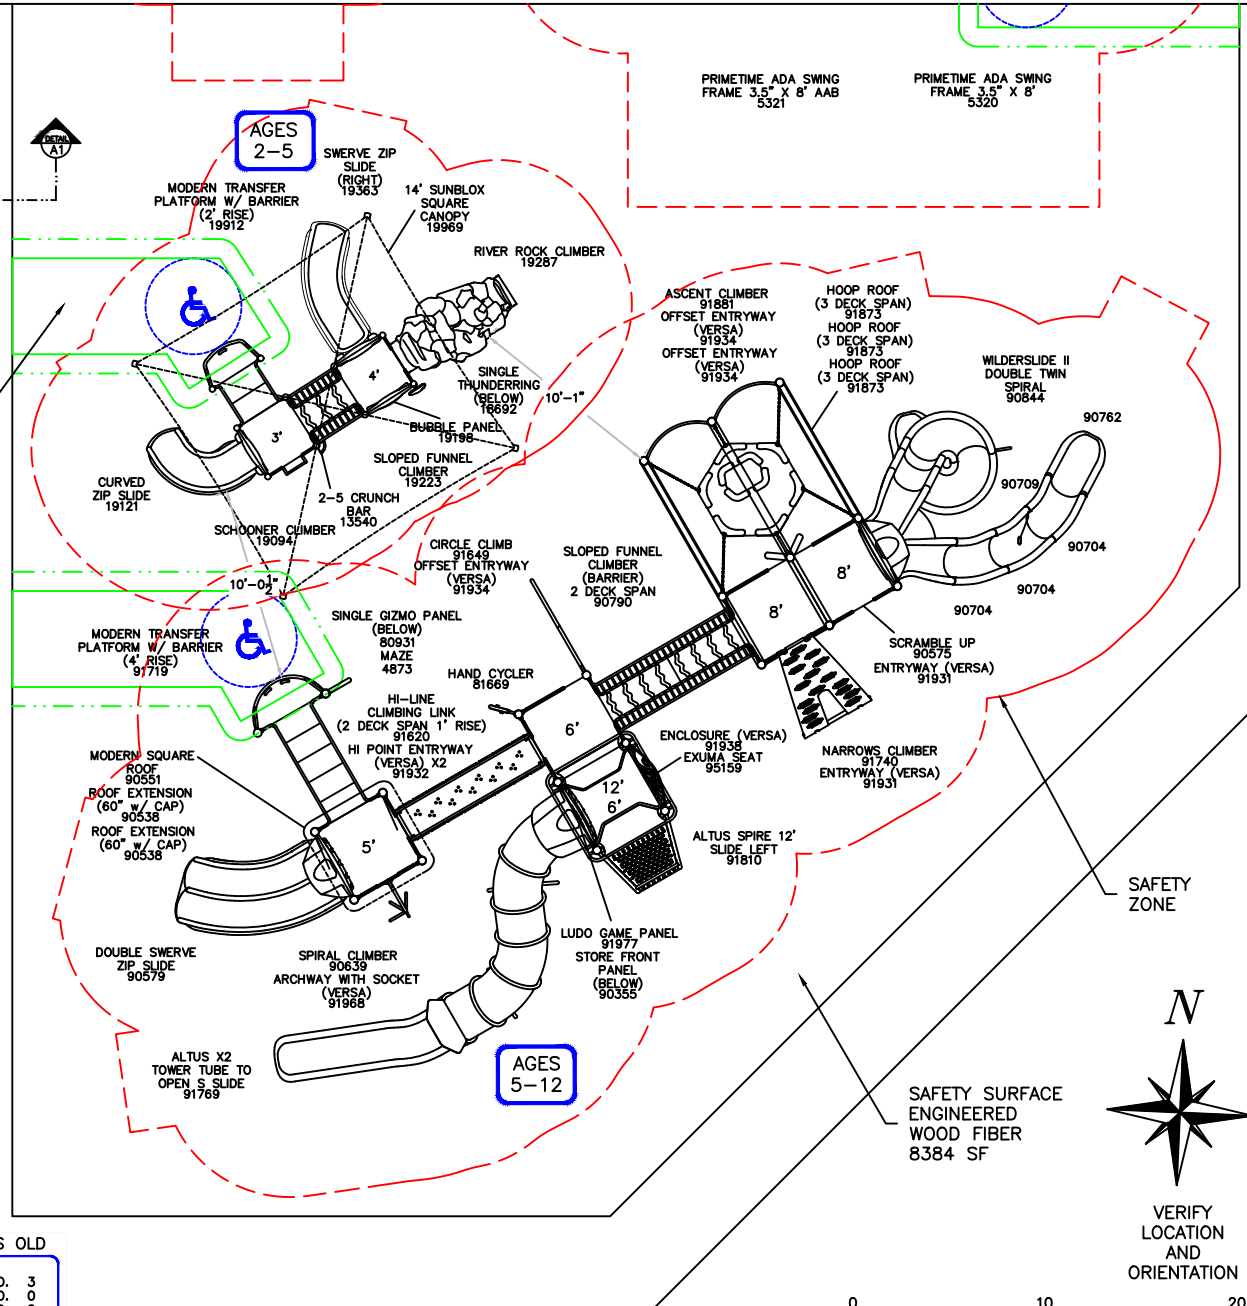 PRIMETIME ADA SWING
FRAME 3.5" X 8' AAB
5321
PRIMETIME ADA SWING
FRAME 3.5" X 8'
5320
DETAIL
A1
AGES
2-5
SWERVE ZIP
SLIDE
(RIGHT)
19363
MODERN TRANSFER
PLATFORM W/ BARRIER
(2' RISE)
19912
14' SUNBLOX
SQUARE
CANOPY
19969
RIVER ROCK CLIMBER
19287
ASCENT CLIMBER
91881
OFFSET ENTRYWAY
(VERSA)
91934
OFFSET ENTRYWAY
(VERSA)
91934
HOOP ROOF
(3 DECK SPAN)
91873
HOOP ROOF
(3 DECK SPAN)
91873
HOOP ROOF
(3 DECK SPAN)
91873
WILDERSLIDE II
DOUBLE TWIN
SPIRAL
90844
90762
90709
90704
90704
90704
4'
3'
SINGLE
THUNDERRING
(BELOW)
18692
10'-1"
BUBBLE PANEL
19198
SLOPED FUNNEL
CLIMBER
19223
2-5 CRUNCH
BAR
13540
CURVED
ZIP SLIDE
19121
SCHOONER CLIMBER
19094
10'-0½"
CIRCLE CLIMB
91649
OFFSET ENTRYWAY
(VERSA)
91934
SLOPED FUNNEL
CLIMBER
(BARRIER)
2 DECK SPAN
90790
8'
8'
SCRAMBLE UP
90575
ENTRYWAY (VERSA)
91931
MODERN TRANSFER
PLATFORM W/ BARRIER
(4' RISE)
91719
SINGLE GIZMO PANEL
(BELOW)
80931
MAZE
4873
HAND CYCLER
81669
HI-LINE
CLIMBING LINK
(2 DECK SPAN 1' RISE)
91620
HI POINT ENTRYWAY
(VERSA) X2
91932
6'
ENCLOSURE (VERSA)
91938
EXUMA SEAT
95159
NARROWS CLIMBER
91740
ENTRYWAY (VERSA)
91931
MODERN SQUARE
ROOF
90551
ROOF EXTENSION
(60" w/ CAP)
90538
ROOF EXTENSION
(60" w/ CAP)
90538
12'
6'
5'
ALTUS SPIRE 12'
SLIDE LEFT
91810
SAFETY
ZONE
DOUBLE SWERVE
ZIP SLIDE
90579
SPIRAL CLIMBER
90639
ARCHWAY WITH SOCKET
(VERSA)
91968
LUDO GAME PANEL
91977
STORE FRONT
PANEL
(BELOW)
90355
ALTUS X2
TOWER TUBE TO
OPEN S SLIDE
91769
AGES
5-12
SAFETY SURFACE
ENGINEERED
WOOD FIBER
8384 SF
N
VERIFY
LOCATION
AND
ORIENTATION
S OLD
3
0
0 10 20